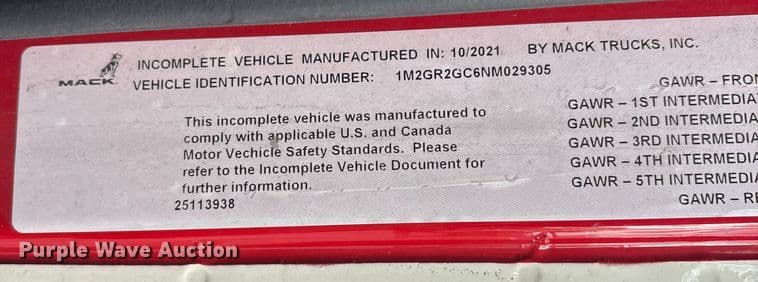 MACK
INCOMPLETE VEHICLE MANUFACTURED IN: 10/2021 BY MACK TRUCKS, INC.
VEHICLE IDENTIFICATION NUMBER: 1M2GR2GC6NM029305
This incomplete vehicle was manufactured to
comply with applicable U.S. and Canada
Motor Vechicle Safety Standards. Please
refer to the Incomplete Vehicle Document for
further information.
25113938
GAWR – FRON
GAWR – 1ST INTERMEDIA
GAWR – 2ND INTERMEDIA
GAWR – 3RD INTERMEDIA
GAWR – 4TH INTERMEDIA
GAWR – 5TH INTERMEDIA
GAWR – RE
Purple Wave Auction